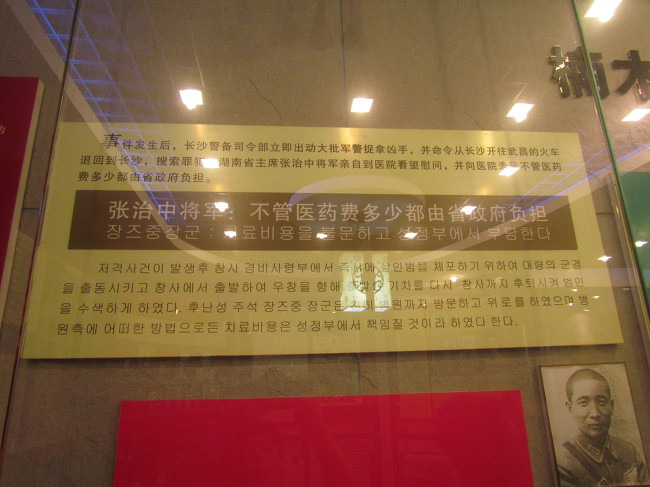 楠木
事件发生后，长沙警备司令部立即出动大批军警捉拿凶手，并命令从长沙开往武昌的火车
退回到长沙，搜索罪犯 湖南省主席张治中将军亲自到医院看望慰问，并向医院 不管医药
费多少都由省政府负担。
张治中将军：不管医药费多少都由省政府负担
장즈중장군 : 치료비용을 불문하고 성정부에서 부담한다
저격사건이 발생후 창사 경비사령부에서 즉시에 살인범을 체포하기 위하여 대량의 군경
을 출동시키고 창사에서 출발하여 우창을 향해 기차를 다시 창사까지 후퇴시켜 범인
을 수색하게 하였다. 후난성 주석 장즈중 장군은 병원까지 방문하고 위로를 하였으며 병
원측에 어떠한 방법으로든 치료비용은 성정부에서 책임질 것이라 하였다 한다.